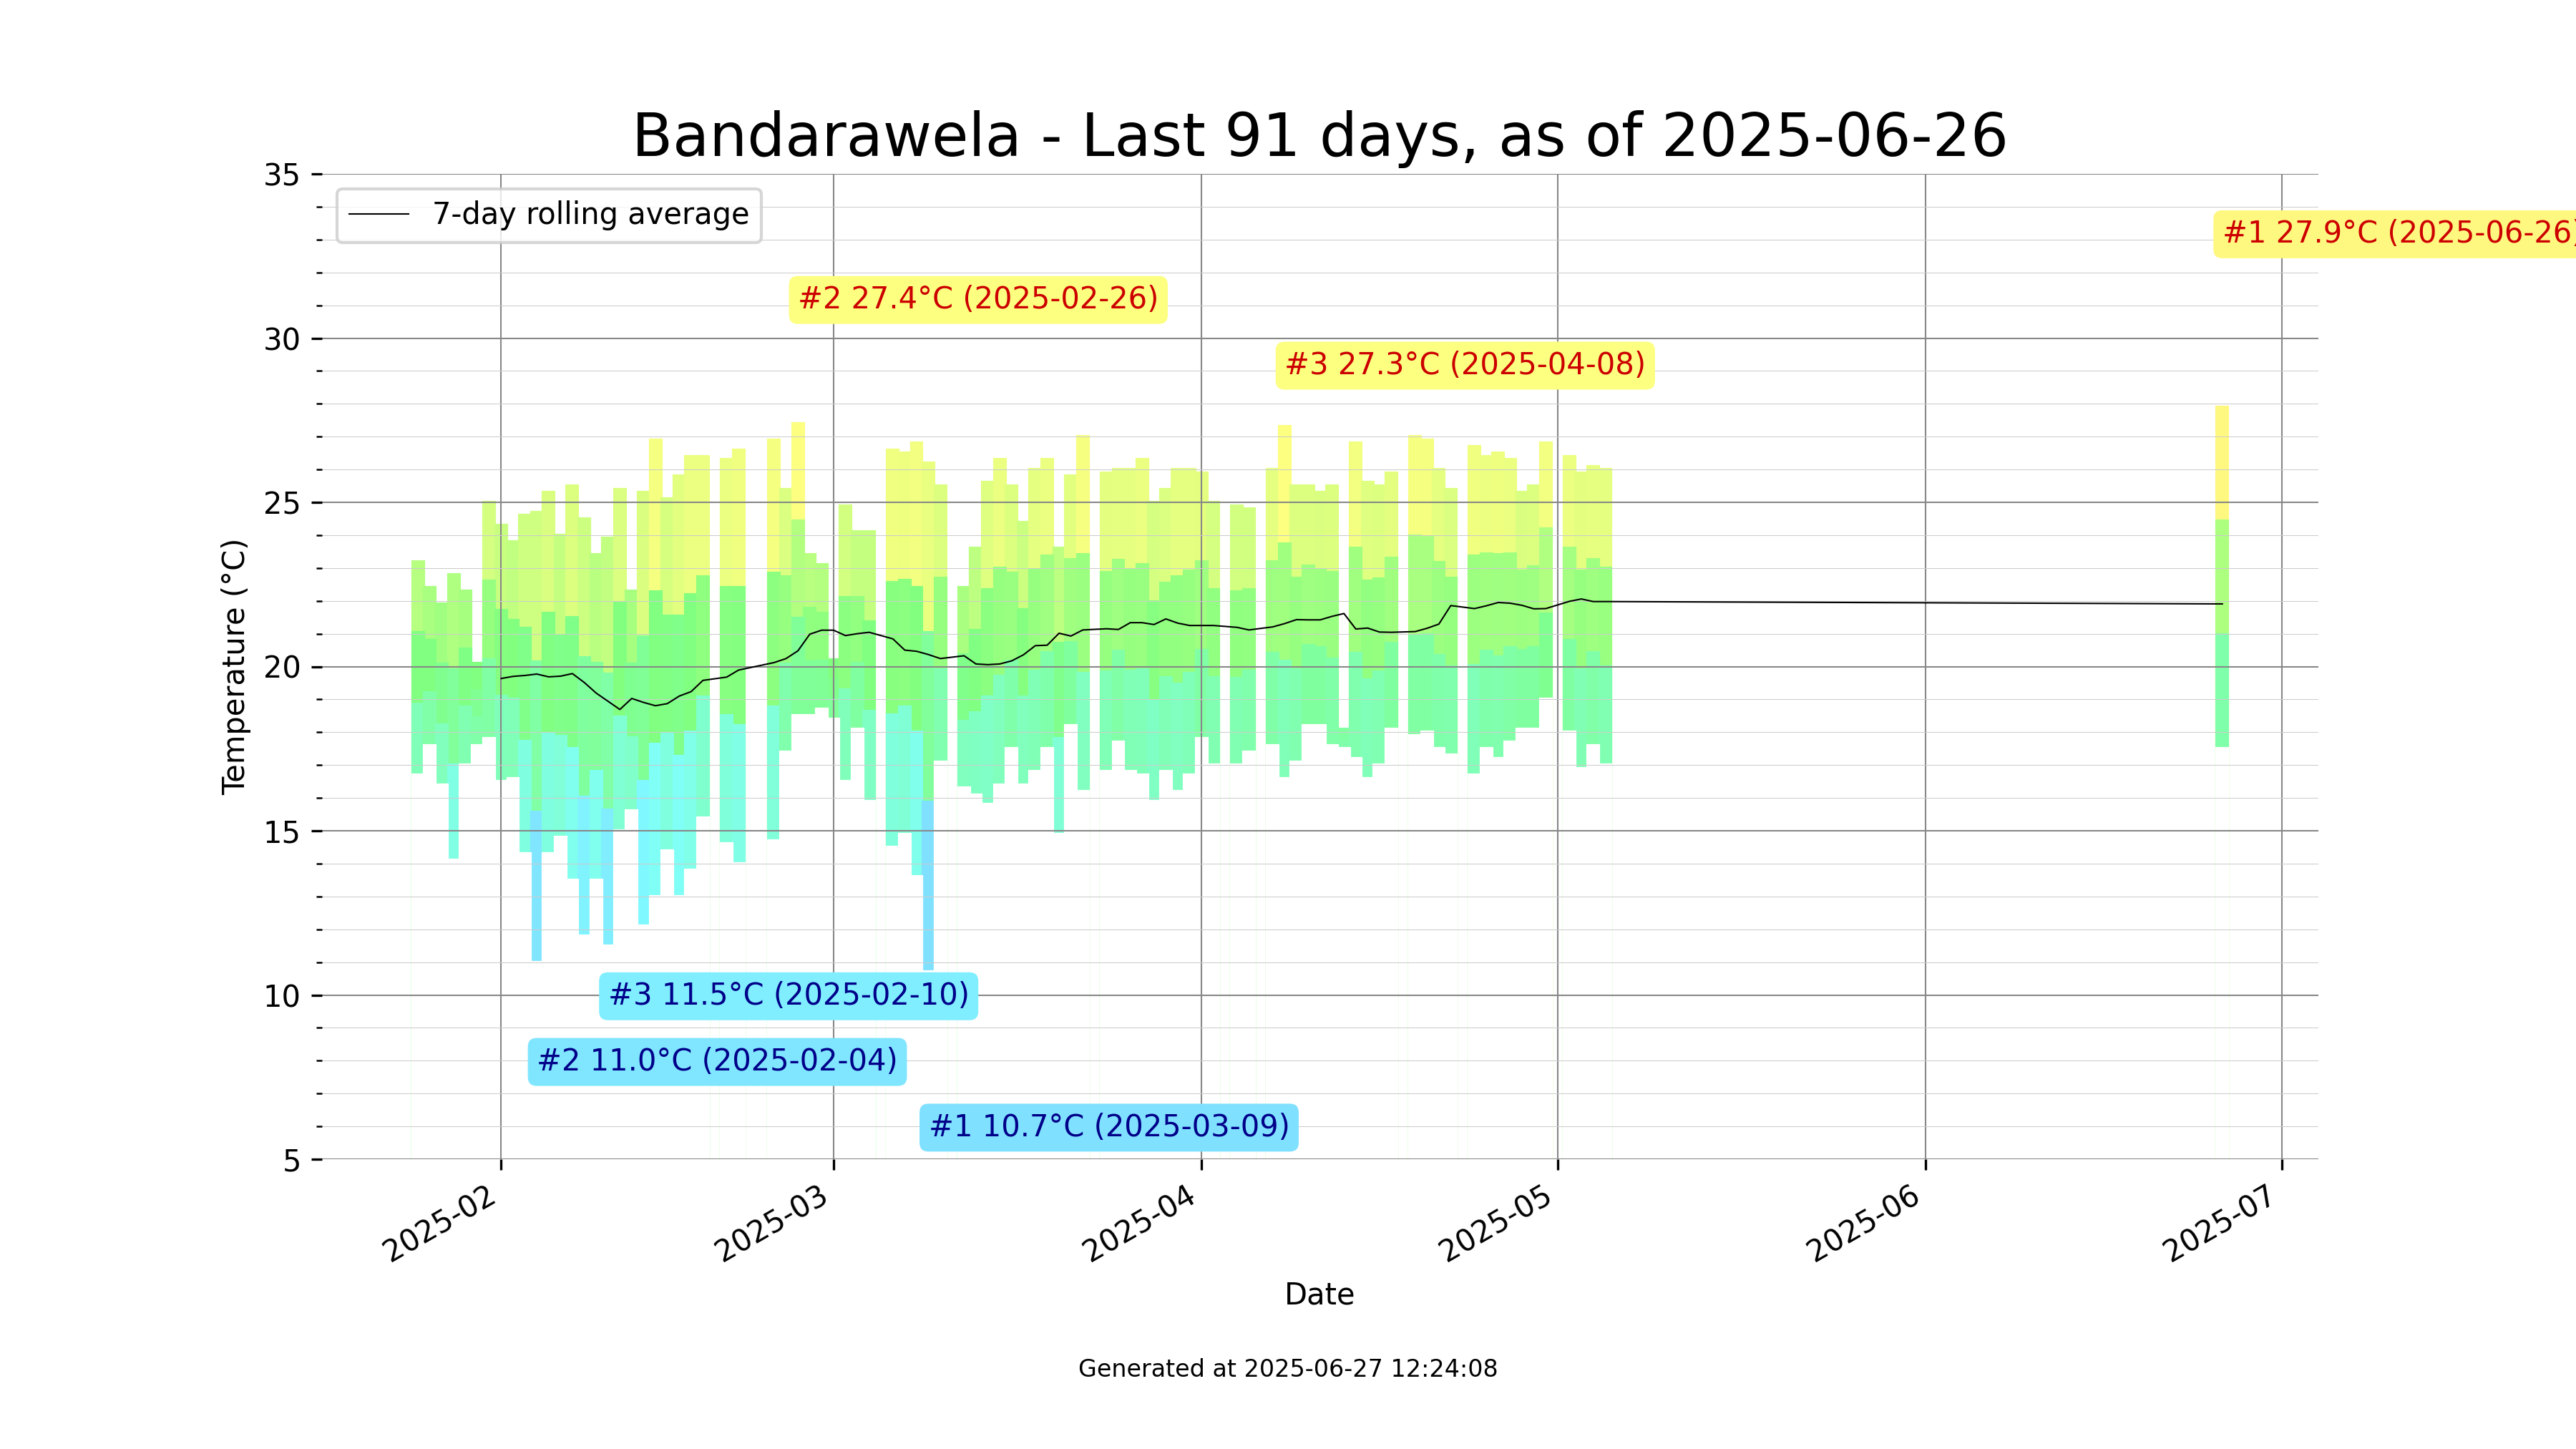 Bandarawela - Last 91 days, as of 2025-06-26
35
7-day rolling average
#1 27.9°C (2025-06-26)
#2 27.4°C (2025-02-26)
30
#3 27.3°C (2025-04-08)
25
Temperature (°C)
20
15
10
#3 11.5°C (2025-02-10)
#2 11.0°C (2025-02-04)
#1 10.7°C (2025-03-09)
5
2025-02
2025-03
2025-04
2025-05
2025-06
2025-07
Date
Generated at 2025-06-27 12:24:08